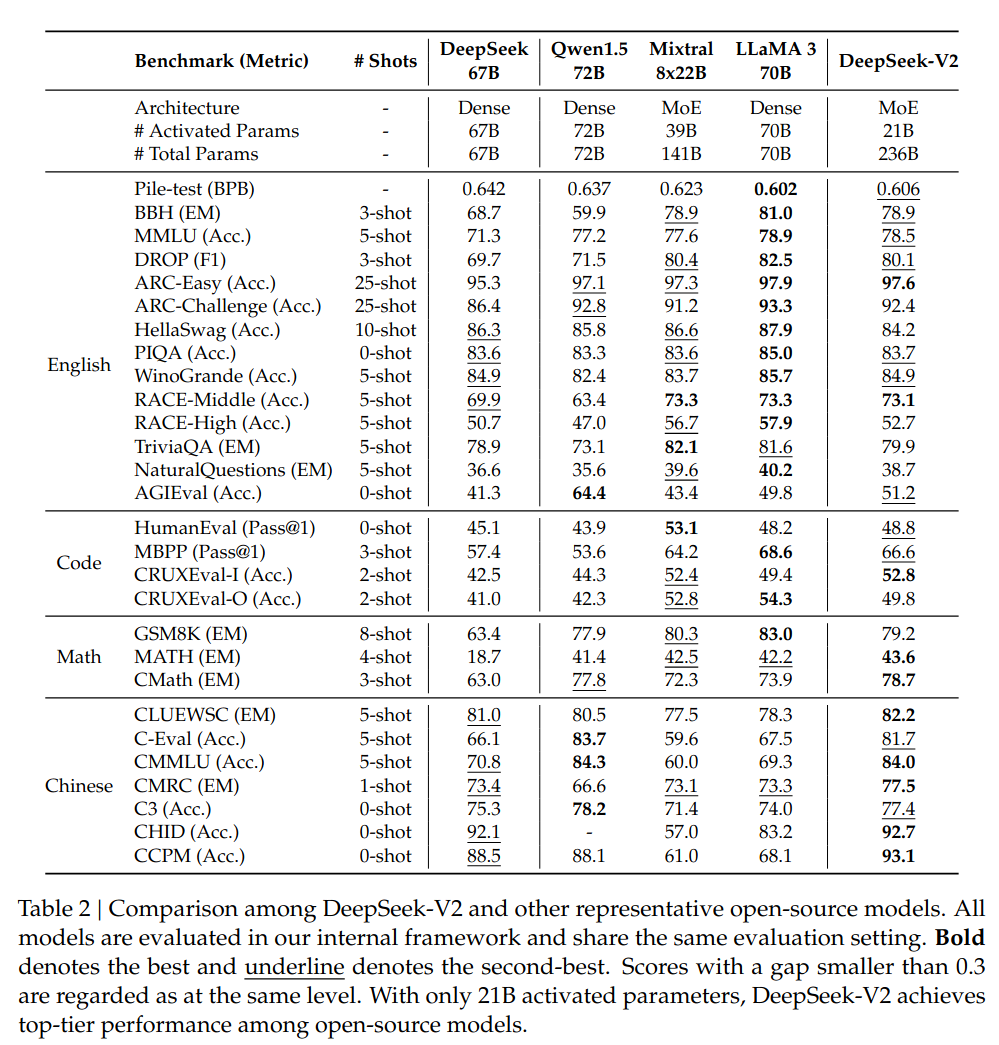 Benchmark (Metric) # Shots DeepSeek 67B Qwen1.5 72B Mixtral 8x22B LLaMA 3 70B DeepSeek-V2
Architecture - Dense Dense MoE Dense MoE
# Activated Params - 67B 72B 39B 70B 21B
# Total Params - 67B 72B 141B 70B 236B
English
Pile-test (BPB) - 0.642 0.637 0.623 0.602 0.606
BBH (EM) 3-shot 68.7 59.9 78.9 81.0 78.9
MMLU (Acc.) 5-shot 71.3 77.2 77.6 78.9 78.5
DROP (F1) 3-shot 69.7 71.5 80.4 82.5 80.1
ARC-Easy (Acc.) 25-shot 95.3 97.1 97.3 97.9 97.6
ARC-Challenge (Acc.) 25-shot 86.4 92.8 91.2 93.3 92.4
HellaSwag (Acc.) 10-shot 86.3 85.8 86.6 87.9 84.2
PIQA (Acc.) 0-shot 83.6 83.3 83.6 85.0 83.7
WinoGrande (Acc.) 5-shot 84.9 82.4 83.7 85.7 84.9
RACE-Middle (Acc.) 5-shot 69.9 63.4 73.3 73.3 73.1
RACE-High (Acc.) 5-shot 50.7 47.0 56.7 57.9 52.7
TriviaQA (EM) 5-shot 78.9 73.1 82.1 81.6 79.9
NaturalQuestions (EM) 5-shot 36.6 35.6 39.6 40.2 38.7
AGIEval (Acc.) 0-shot 41.3 64.4 43.4 49.8 51.2
Code
HumanEval (Pass@1) 0-shot 45.1 43.9 53.1 48.2 48.8
MBPP (Pass@1) 3-shot 57.4 53.6 64.2 68.6 66.6
CRUXEval-I (Acc.) 2-shot 42.5 44.3 52.4 49.4 52.8
CRUXEval-O (Acc.) 2-shot 41.0 42.3 52.8 54.3 49.8
Math
GSM8K (EM) 8-shot 63.4 77.9 80.3 83.0 79.2
MATH (EM) 4-shot 18.7 41.4 42.5 42.2 43.6
CMath (EM) 3-shot 63.0 77.8 72.3 73.9 78.7
Chinese
CLUEWSC (EM) 5-shot 81.0 80.5 77.5 78.3 82.2
C-Eval (Acc.) 5-shot 66.1 83.7 59.6 67.5 81.7
CMMLU (Acc.) 5-shot 70.8 84.3 60.0 69.3 84.0
CMRC (EM) 1-shot 73.4 66.6 73.1 73.3 77.5
C3 (Acc.) 0-shot 75.3 78.2 71.4 74.0 77.4
CHID (Acc.) 0-shot 92.1 - 57.0 83.2 92.7
CCPM (Acc.) 0-shot 88.5 88.1 61.0 68.1 93.1
Table 2 | Comparison among DeepSeek-V2 and other representative open-source models. All
models are evaluated in our internal framework and share the same evaluation setting. Bold
denotes the best and underline denotes the second-best. Scores with a gap smaller than 0.3
are regarded as at the same level. With only 21B activated parameters, DeepSeek-V2 achieves
top-tier performance among open-source models.